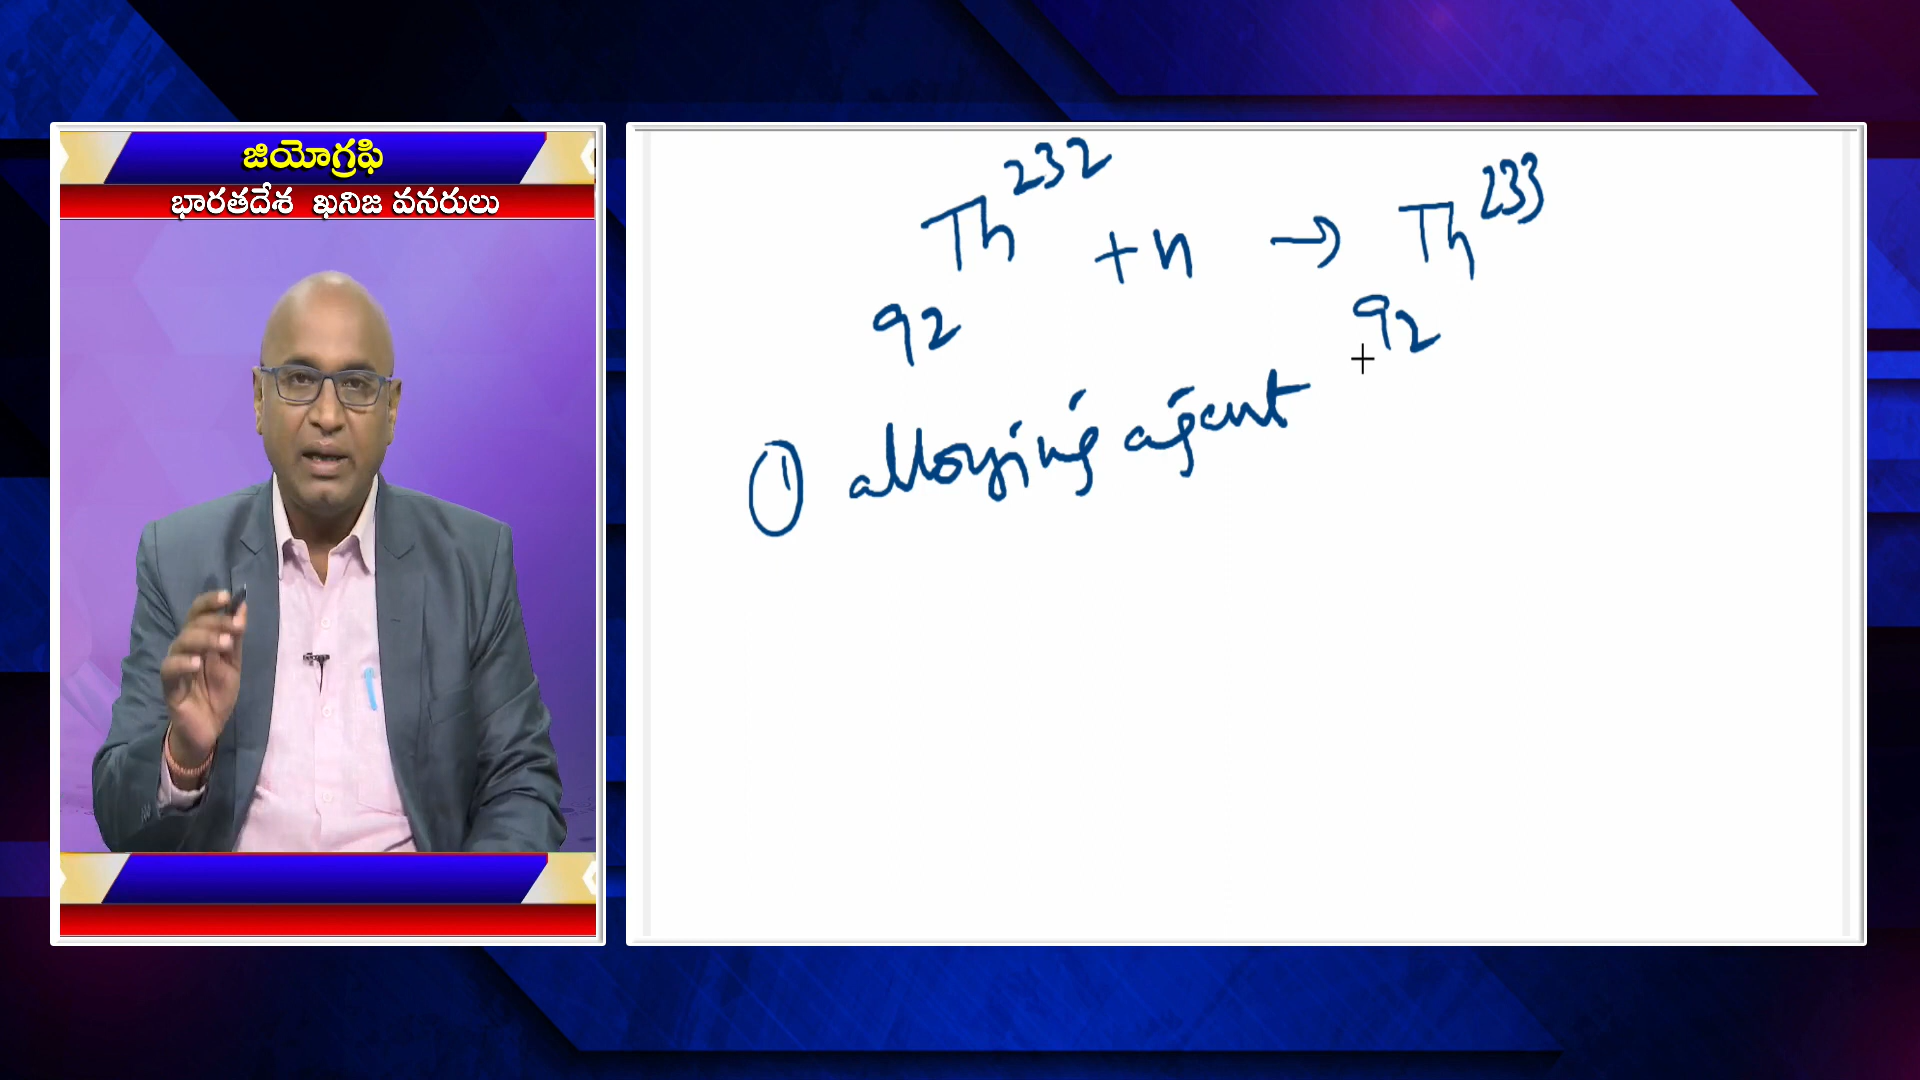 జియోగ్రఫి
భారతదేశ ఖనిజ వనరులు
Th232 + n → Th233
92 92
① alloying agent